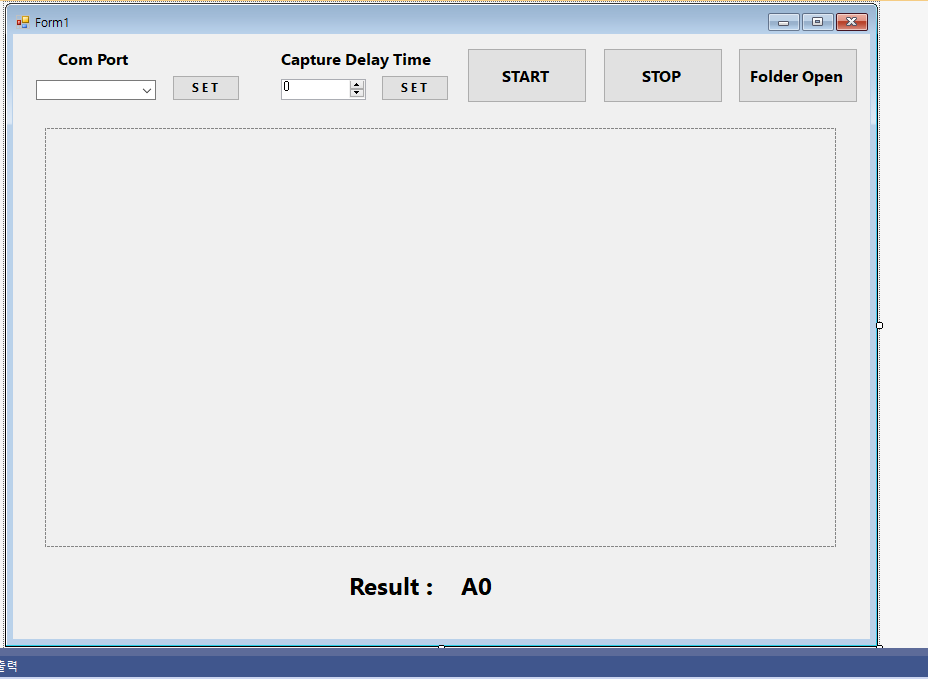 Form1
Com Port
Capture Delay Time
SET
0
SET
START
STOP
Folder Open
Result : A0
출력